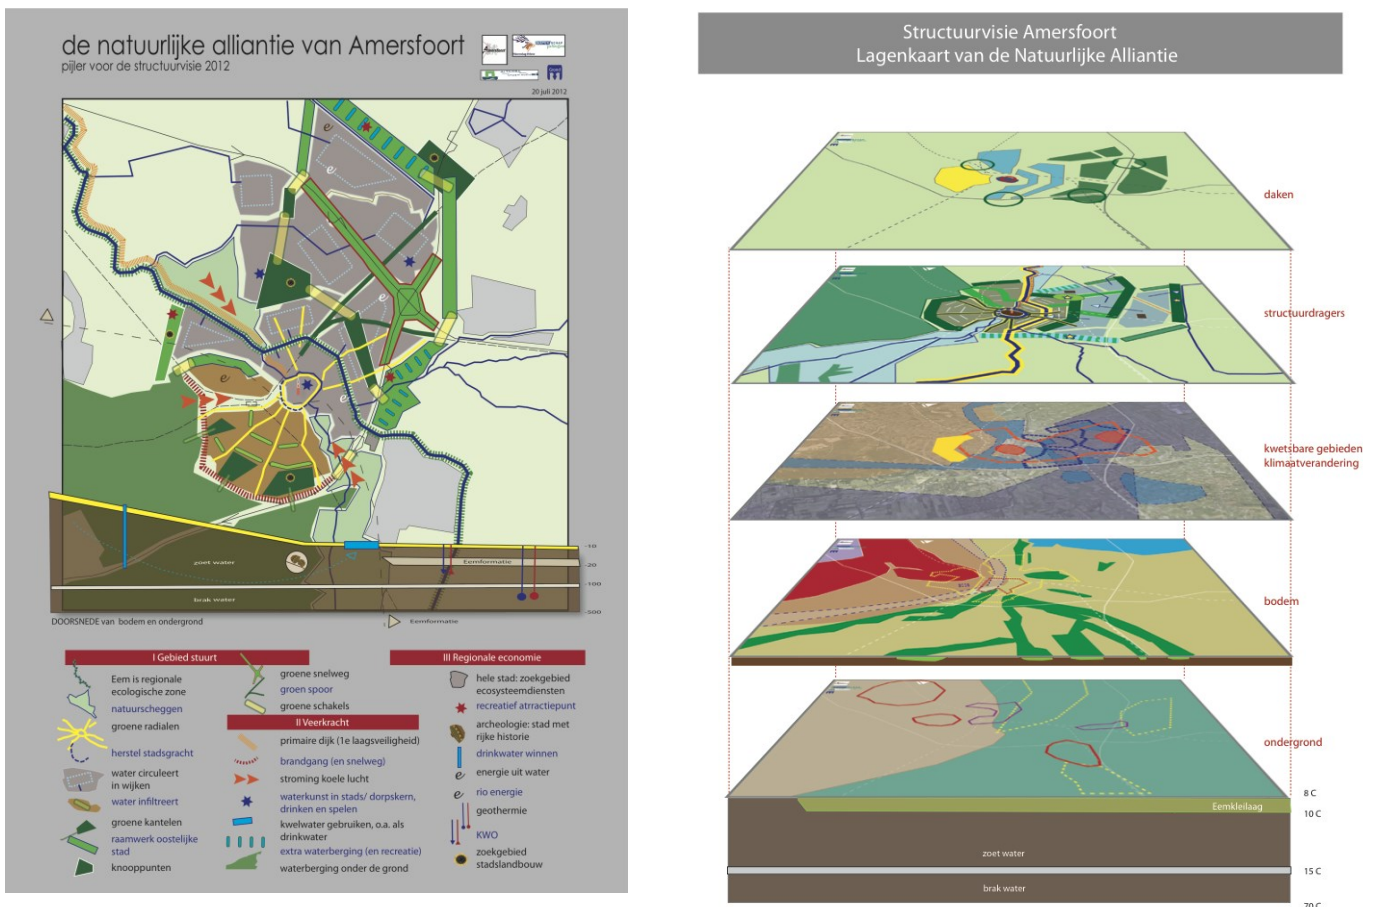 de natuurlijke alliantie van Amersfoort
pijler voor de structuurvisie 2012
20 juli 2012
e
e
e
e
e
zoet water
Eemformatie
brak water
-10
-20
-100
-500
DOORSNEDE van bodem en ondergrond
Eemformatie
I Gebied stuurt
Eem is regionale
ecologische zone
natuurscheggen
groene radialen
herstel stadsgracht
water circuleert
in wijken
water infiltreert
groene kantelen
raamwerk oostelijke
stad
knooppunten
groene snelweg
groen spoor
groene schakels
II Veerkracht
primaire dijk (1e laagsveiligheid)
brandgang (en snelweg)
stroming koele lucht
waterkunst in stads/ dorpskern,
drinken en spelen
kwelwater gebruiken, o.a. als
drinkwater
extra waterberging (en recreatie)
waterberging onder de grond
III Regionale economie
hele stad: zoekgebied
ecosysteemdiensten
recreatief atrractiepunt
archeologie: stad met
rijke historie
drinkwater winnen
e energie uit water
e rio energie
geothermie
KWO
zoekgebied
stadslandbouw
Structuurvisie Amersfoort
Lagenkaart van de Natuurlijke Alliantie
daken
structuurdragers
kwetsbare gebieden
klimaatverandering
bodem
ondergrond
8 C
Eemkleilaag
10 C
zoet water
15 C
brak water
70 C